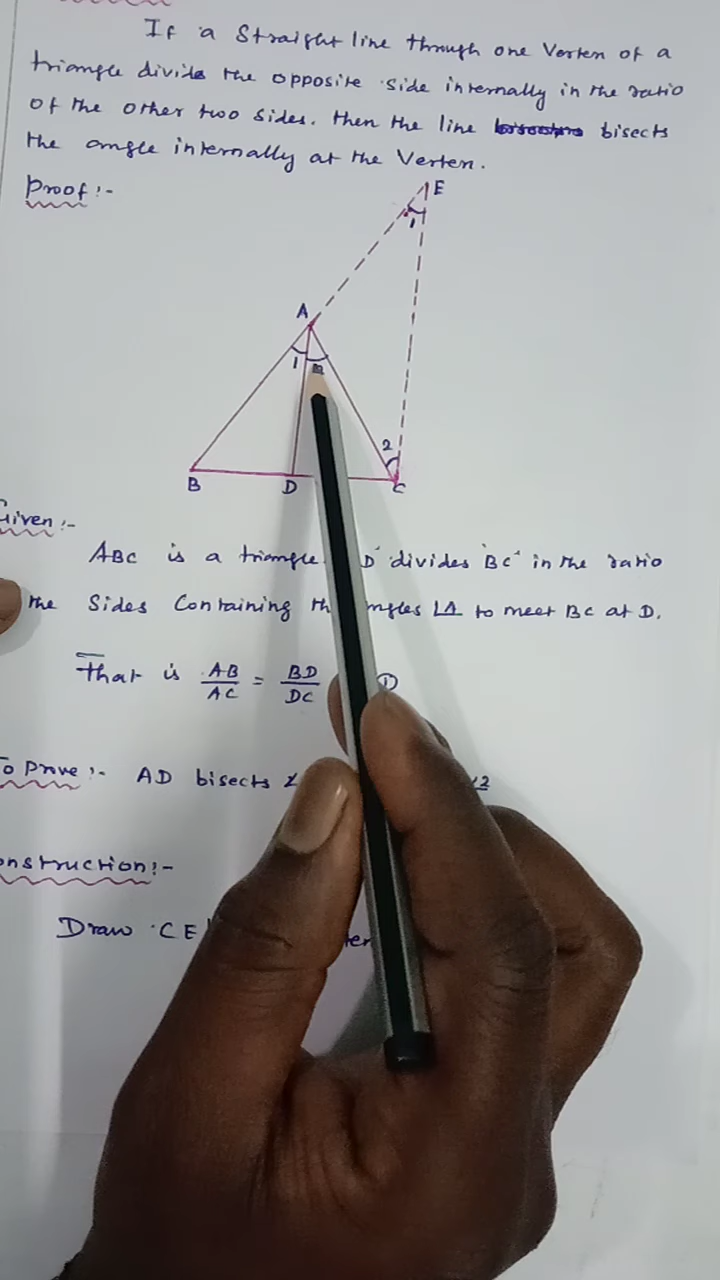 If a Straight line through one Vertex of a
triangle divide the opposite side internally in the ratio
of the other two sides. then the line bisects
the angle internally at the Vertex.
Proof :-
E
1
A
1
2
B D C
Given :-
ABC is a triangle. D divides BC in the ratio
the Sides Containing ∠A to meet BC at D.
That is AB/AC = BD/DC ①
To Prove :- AD bisects ∠2
Construction :-
Draw CE